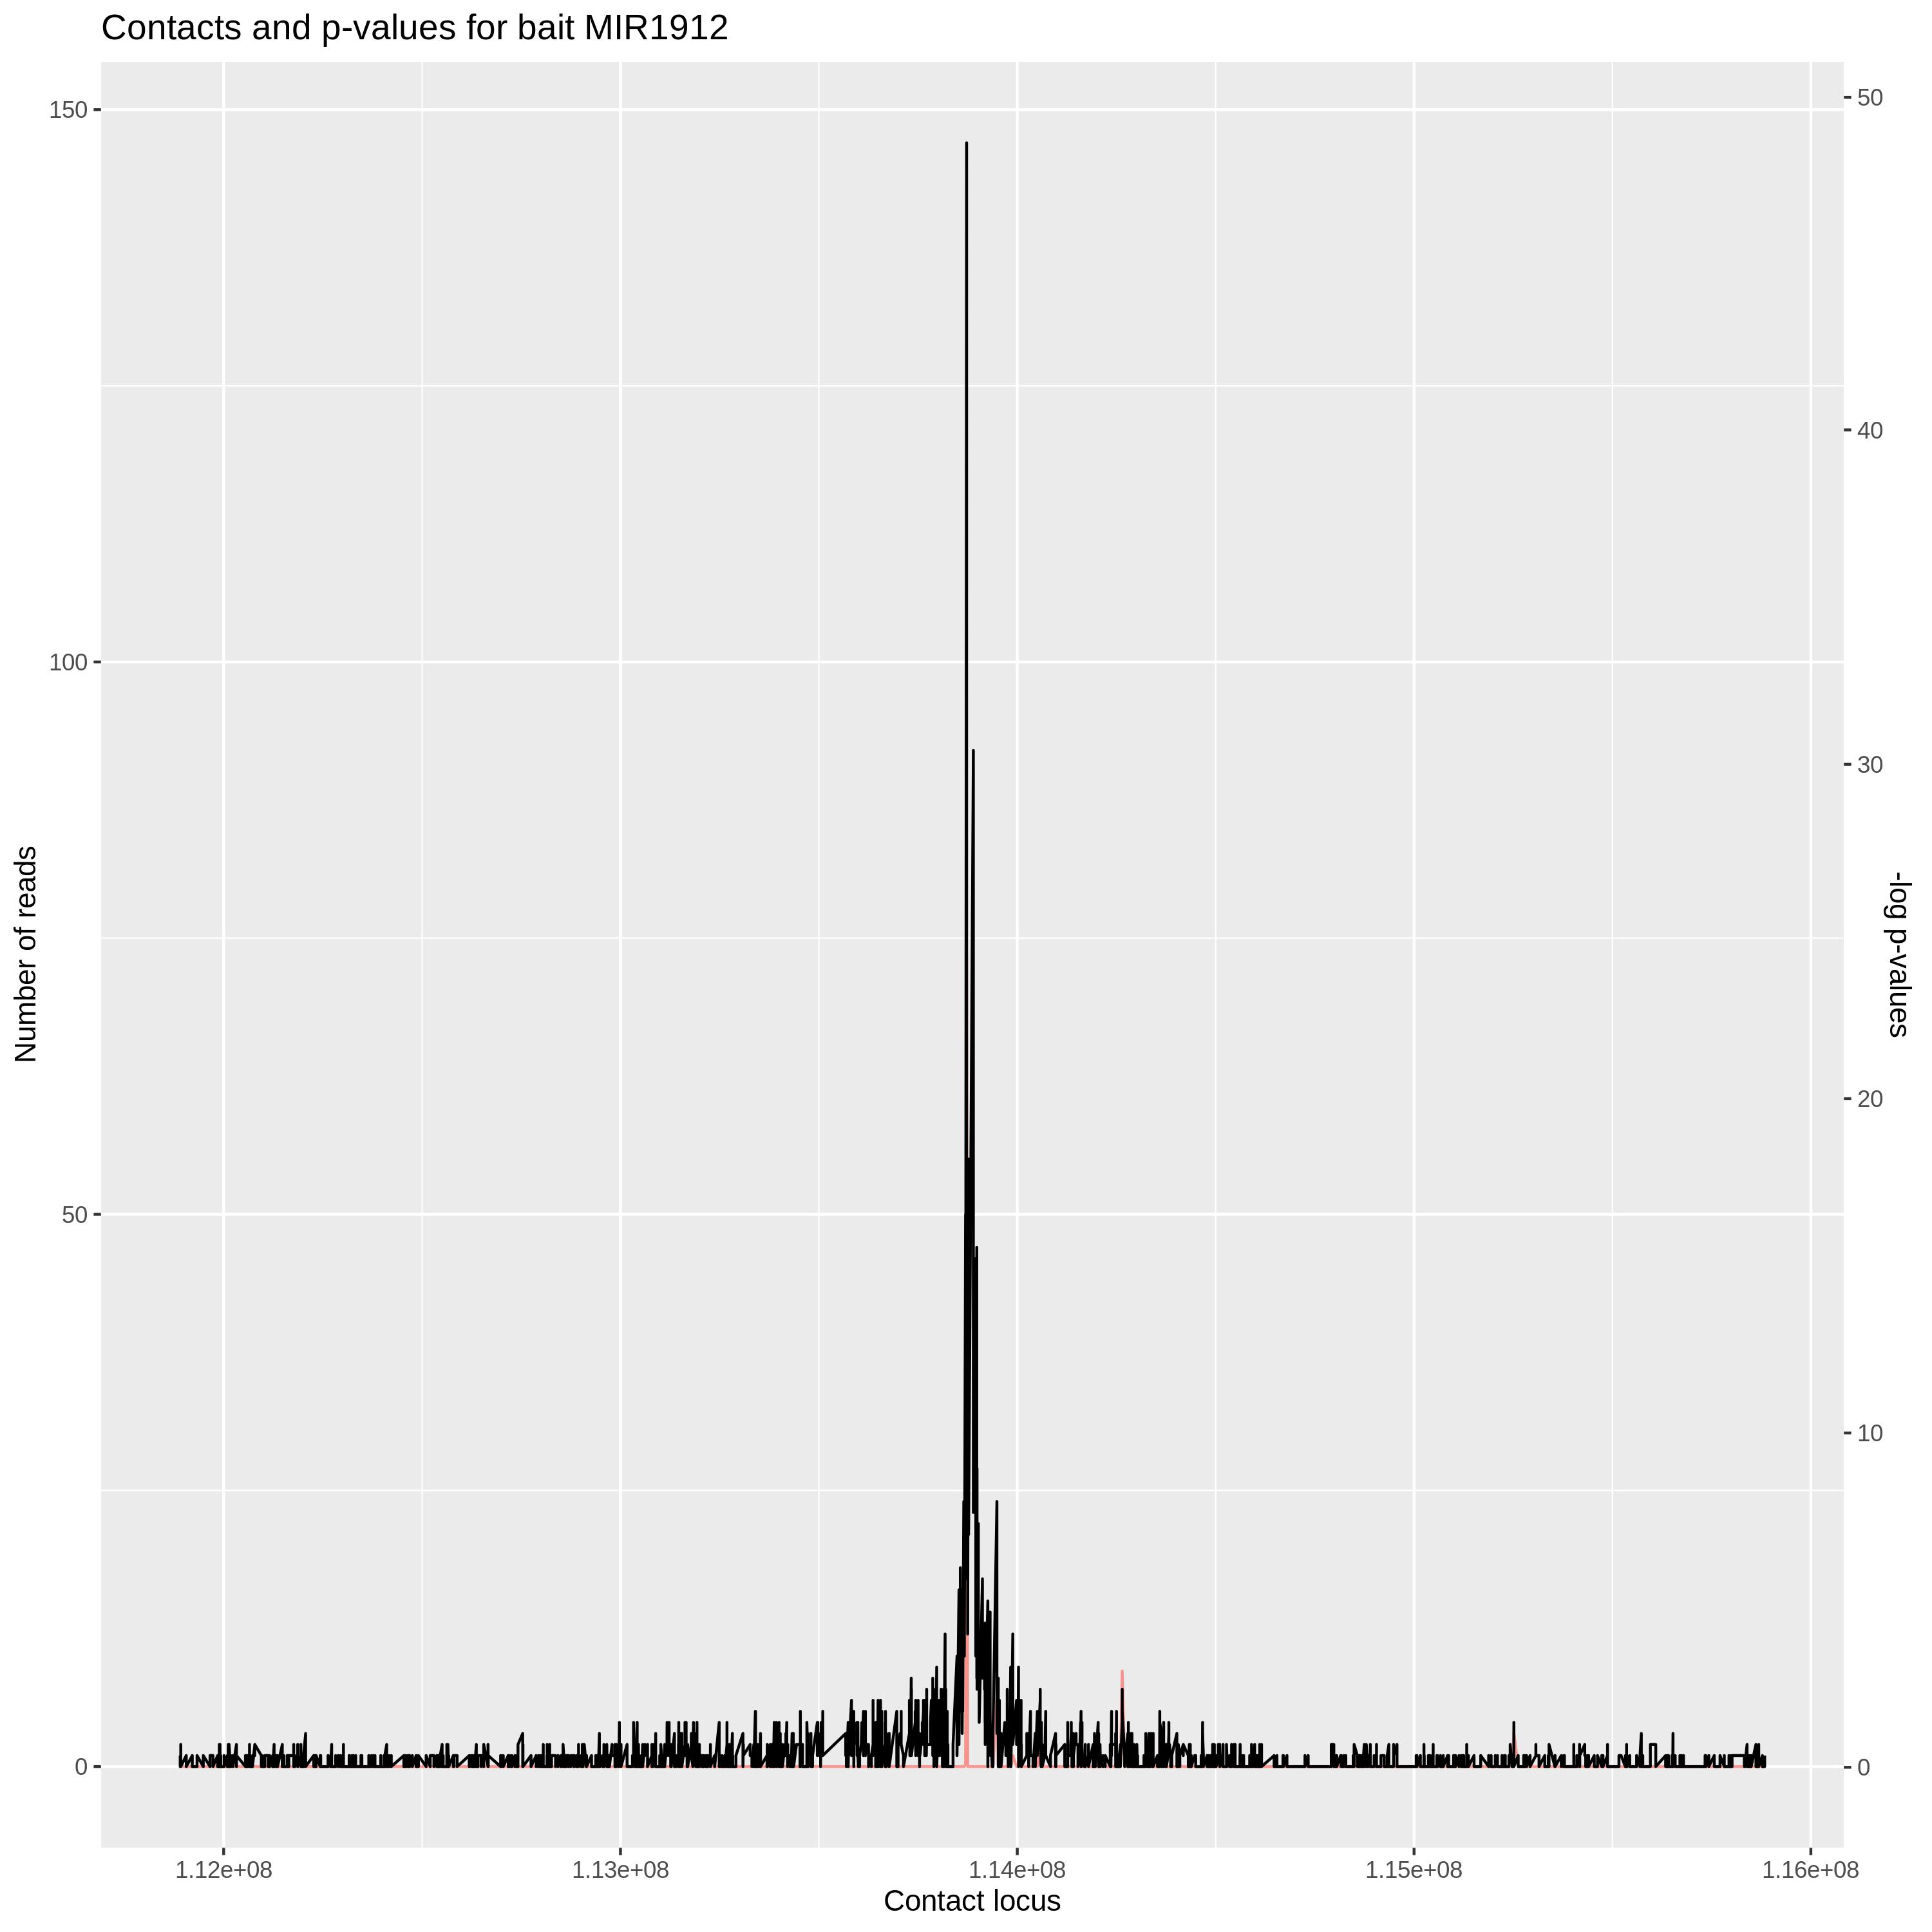 Contacts and p-values for bait MIR1912
150
100
50
0
Number of reads
50
40
30
20
10
0
-log p-values
1.12e+08
1.13e+08
1.14e+08
1.15e+08
1.16e+08
Contact locus